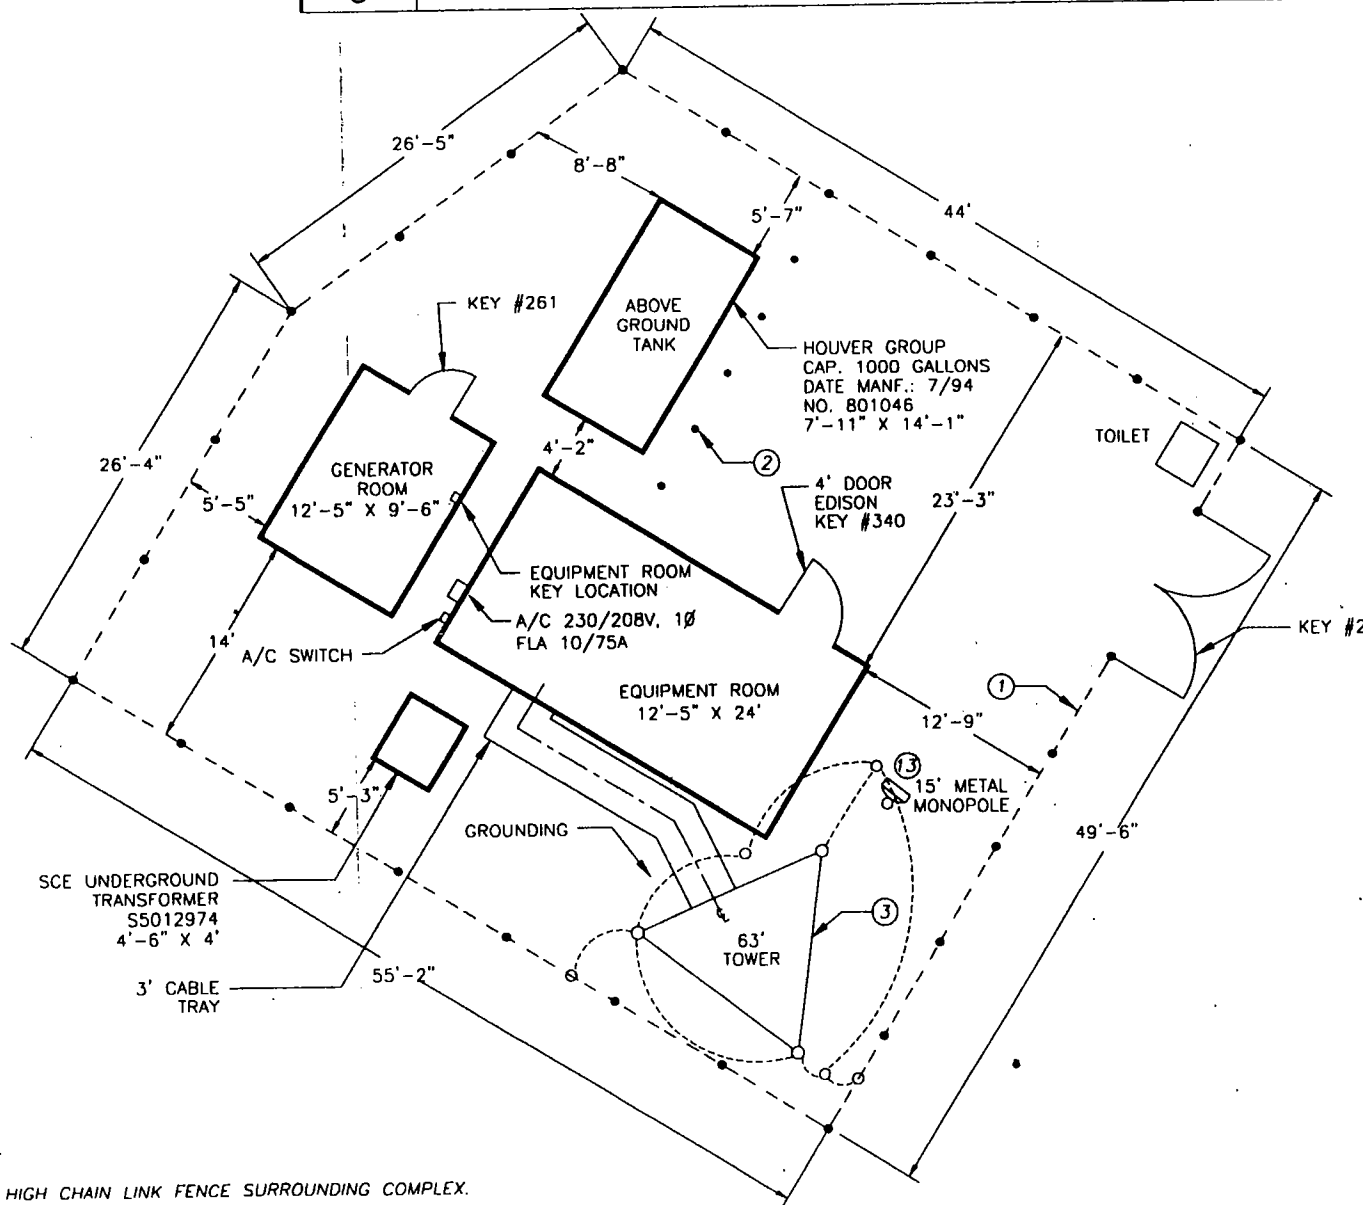 26'-5"
8'-8"
5'-7"
44'
KEY #261
ABOVE
GROUND
TANK
HOUVER GROUP
CAP. 1000 GALLONS
DATE MANF.: 7/94
NO. 801046
7'-11" X 14'-1"
TOILET
26'-4"
4'-2"
2
GENERATOR
ROOM
12'-5" X 9'-6"
5'-5"
4' DOOR
EDISON
KEY #340
23'-3"
EQUIPMENT ROOM
KEY LOCATION
A/C 230/208V, 1Ø
FLA 10/75A
14'
A/C SWITCH
KEY #2
EQUIPMENT ROOM
12'-5" X 24'
1
12'-9"
13
15' METAL
MONOPOLE
5'-3"
GROUNDING
49'-6"
SCE UNDERGROUND
TRANSFORMER
S5012974
4'-6" X 4'
3
63'
TOWER
55'-2"
3' CABLE
TRAY
HIGH CHAIN LINK FENCE SURROUNDING COMPLEX.